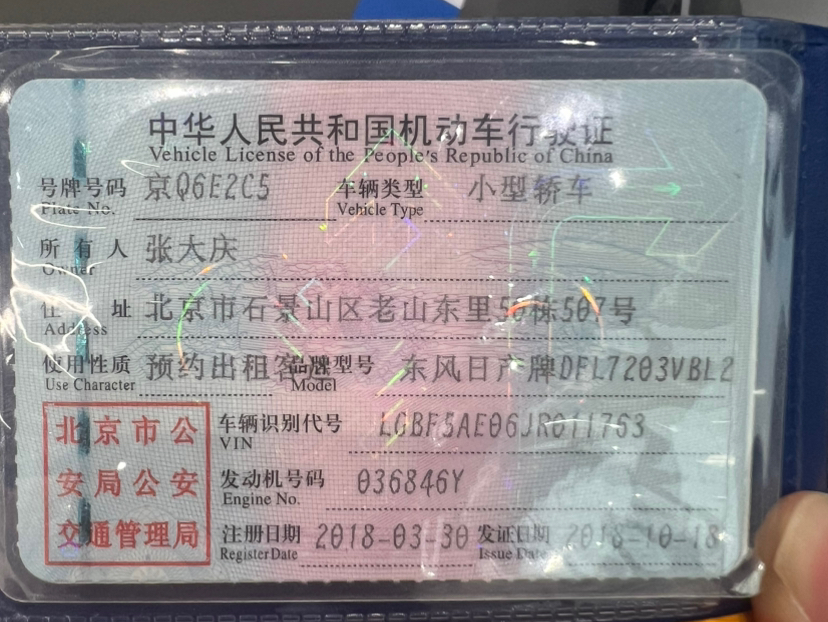 中华人民共和国机动车行驶证
Vehicle License of the People's Republic of China
号牌号码 京Q6E2C5 车辆类型 小型轿车
Plate No. Vehicle Type
所有人 张大庆
Owner
住址 北京市石景山区老山东里50栋507号
Address
使用性质 预约出租客运 品牌型号 东风日产牌DFL7203VBL2
Use Character Model
北京市公安局公安交通管理局
车辆识别代号 LGBF5AE06JR011763
VIN
发动机号码 036846Y
Engine No.
注册日期 2018-03-30 发证日期 2018-10-18
Register Date Issue Date